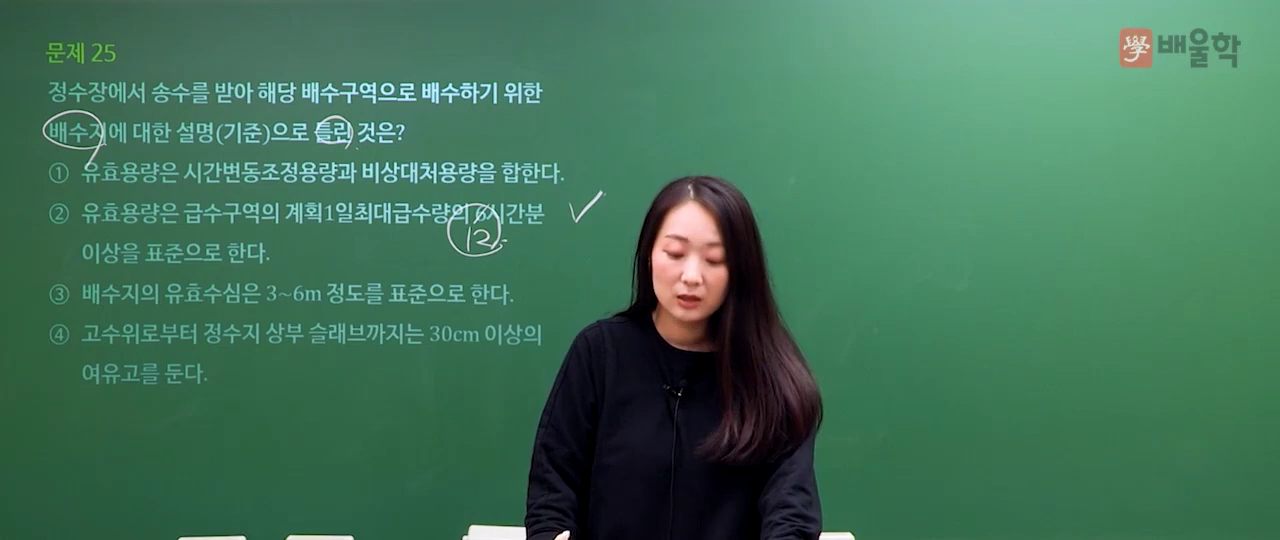 學 배울학
문제 25
정수장에서 송수를 받아 해당 배수구역으로 배수하기 위한
배수지에 대한 설명(기준)으로 틀린 것은?
① 유효용량은 시간변동조정용량과 비상대처용량을 합한다.
② 유효용량은 급수구역의 계획1일최대급수량의 6시간분
12
이상을 표준으로 한다.
③ 배수지의 유효수심은 3~6m 정도를 표준으로 한다.
④ 고수위로부터 정수지 상부 슬래브까지는 30cm 이상의
여유고를 둔다.